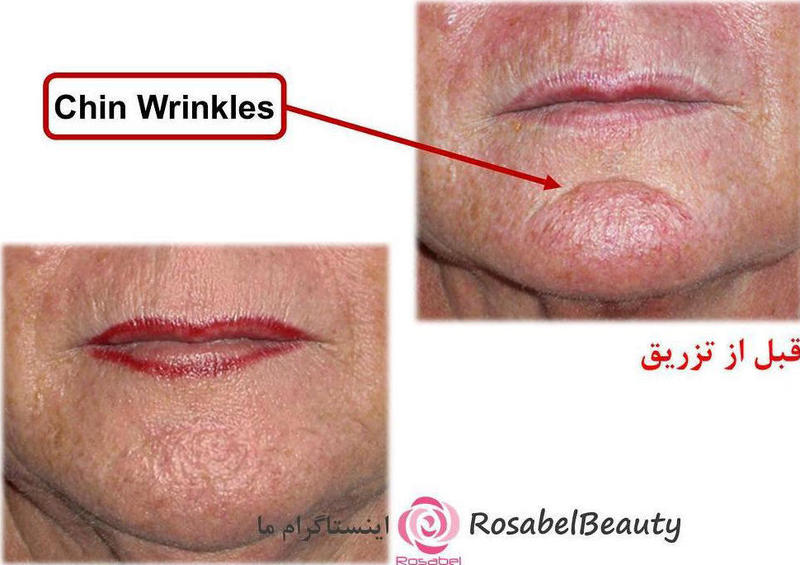 Chin Wrinkles
قبل از تزریق
اینستاگرام ما
RosabelBeauty
Rosabel